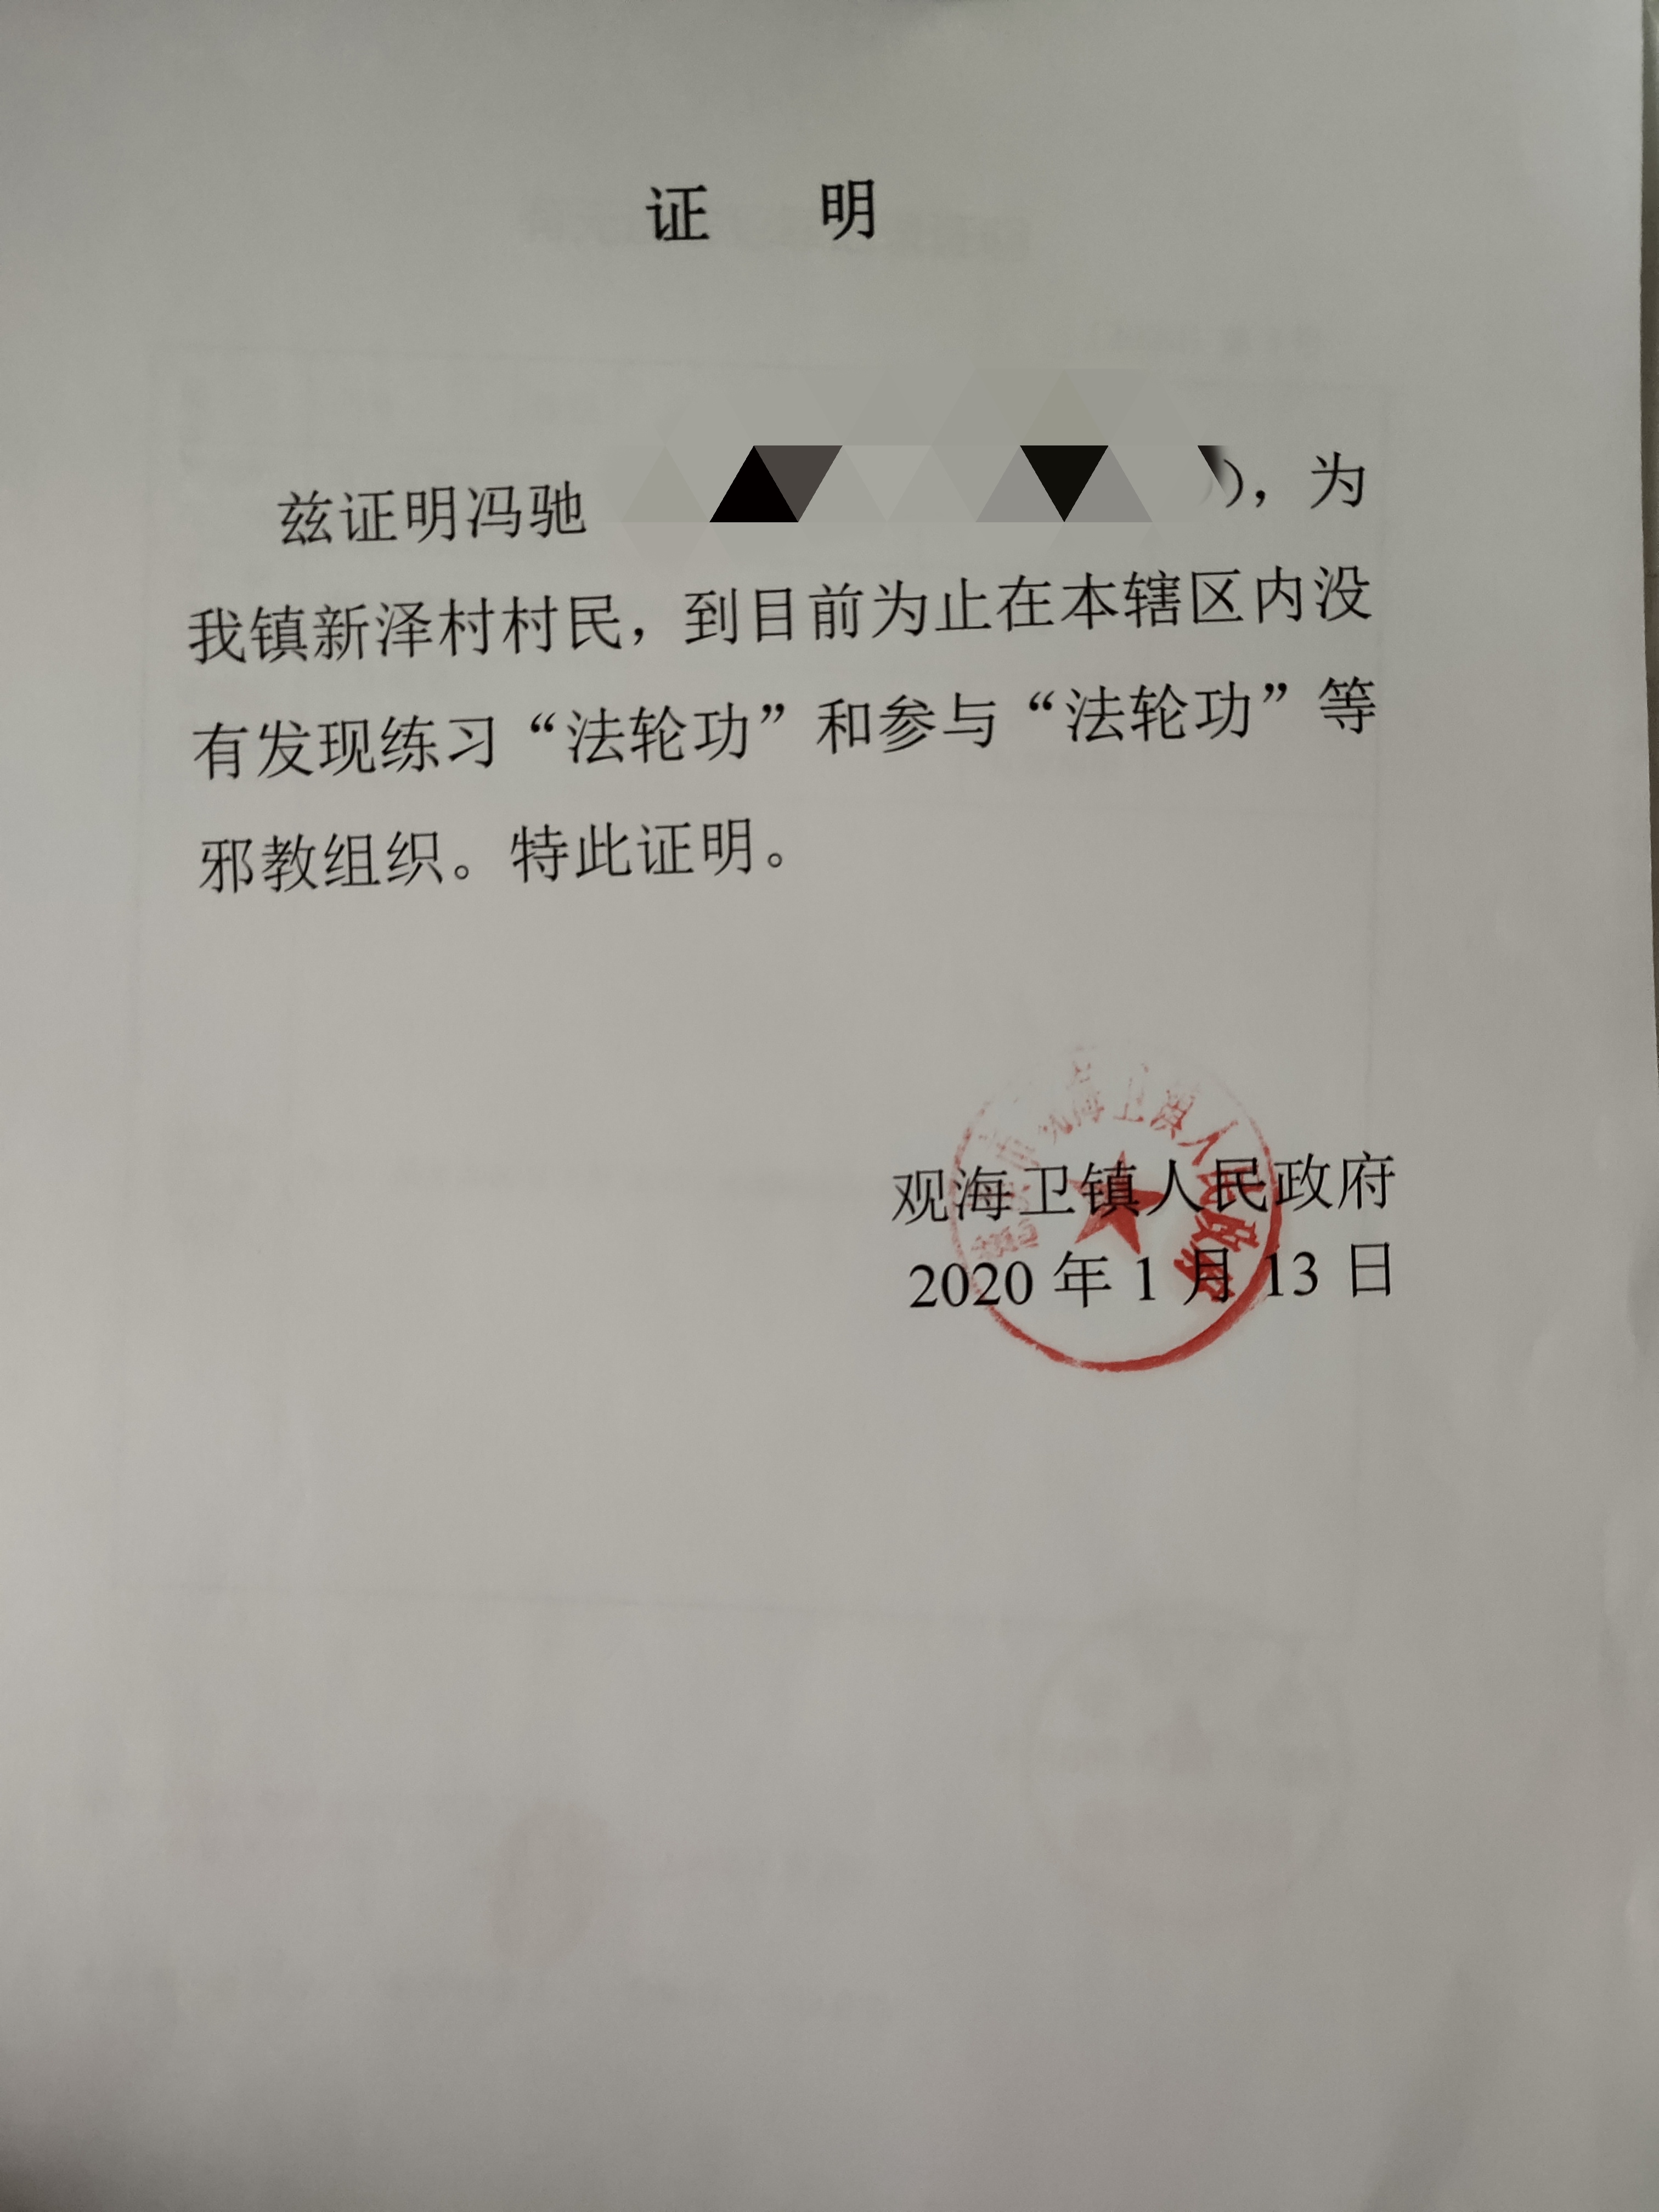 证 明
兹证明冯驰 ），为
我镇新泽村村民，到目前为止在本辖区内没
有发现练习“法轮功”和参与“法轮功”等
邪教组织。特此证明。
市观海卫镇人民政府
观海卫镇人民政府
2020 年 1 月 13 日